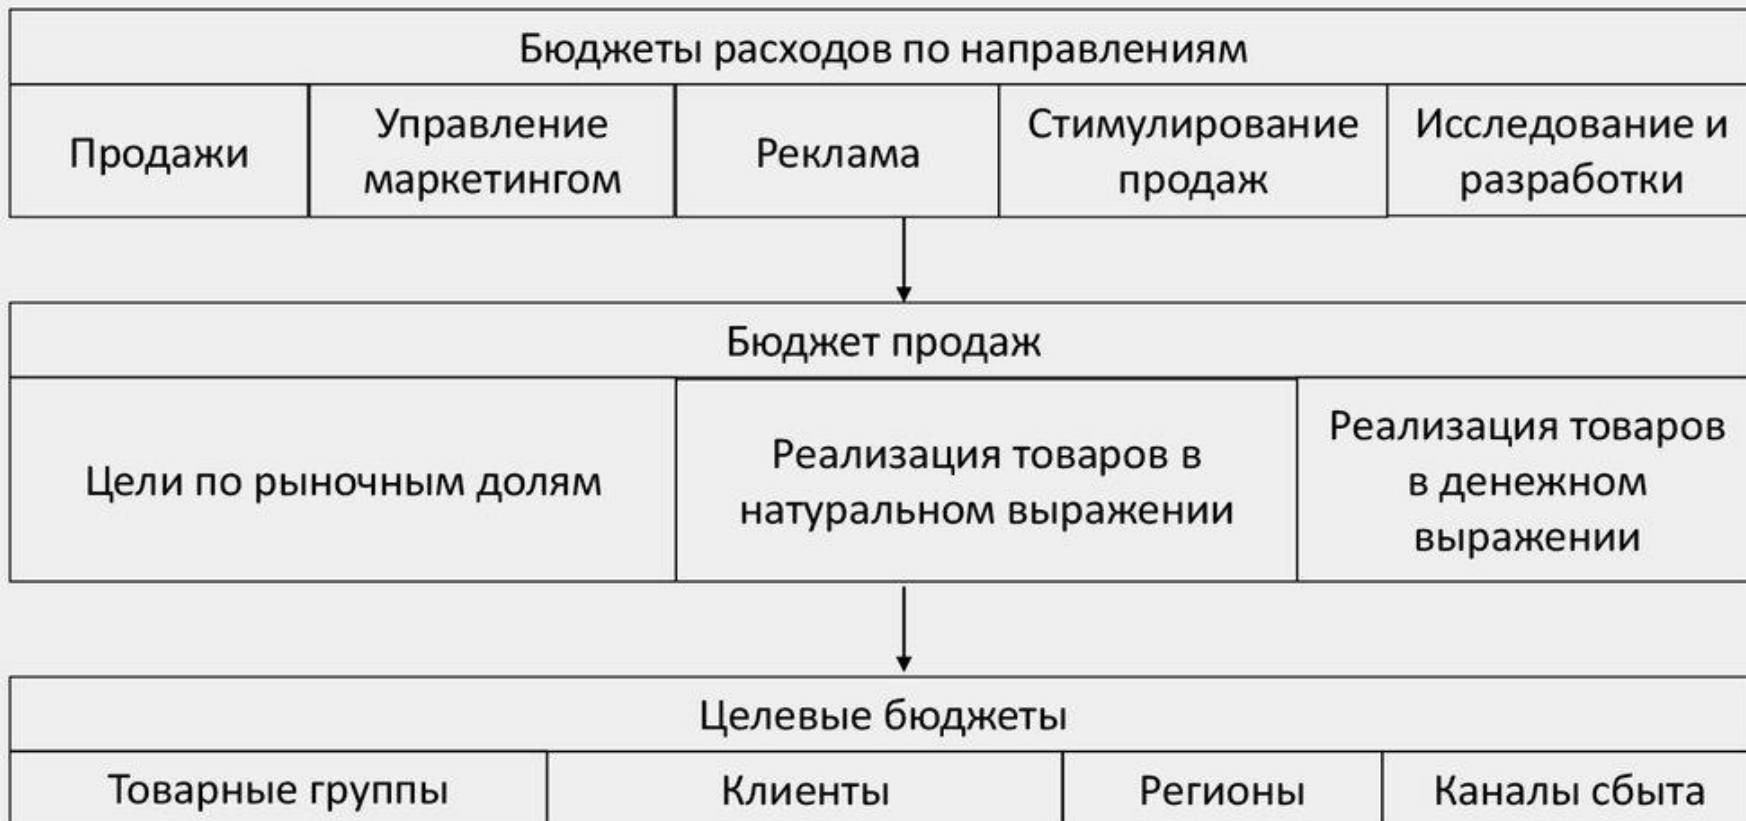 Бюджеты расходов по направлениям
Продажи
Управление
маркетингом
Реклама
Стимулирование
продаж
Исследование и
разработки
Бюджет продаж
Цели по рыночным долям
Реализация товаров в
натуральном выражении
Реализация товаров
в денежном
выражении
Целевые бюджеты
Товарные группы
Клиенты
Регионы
Каналы сбыта